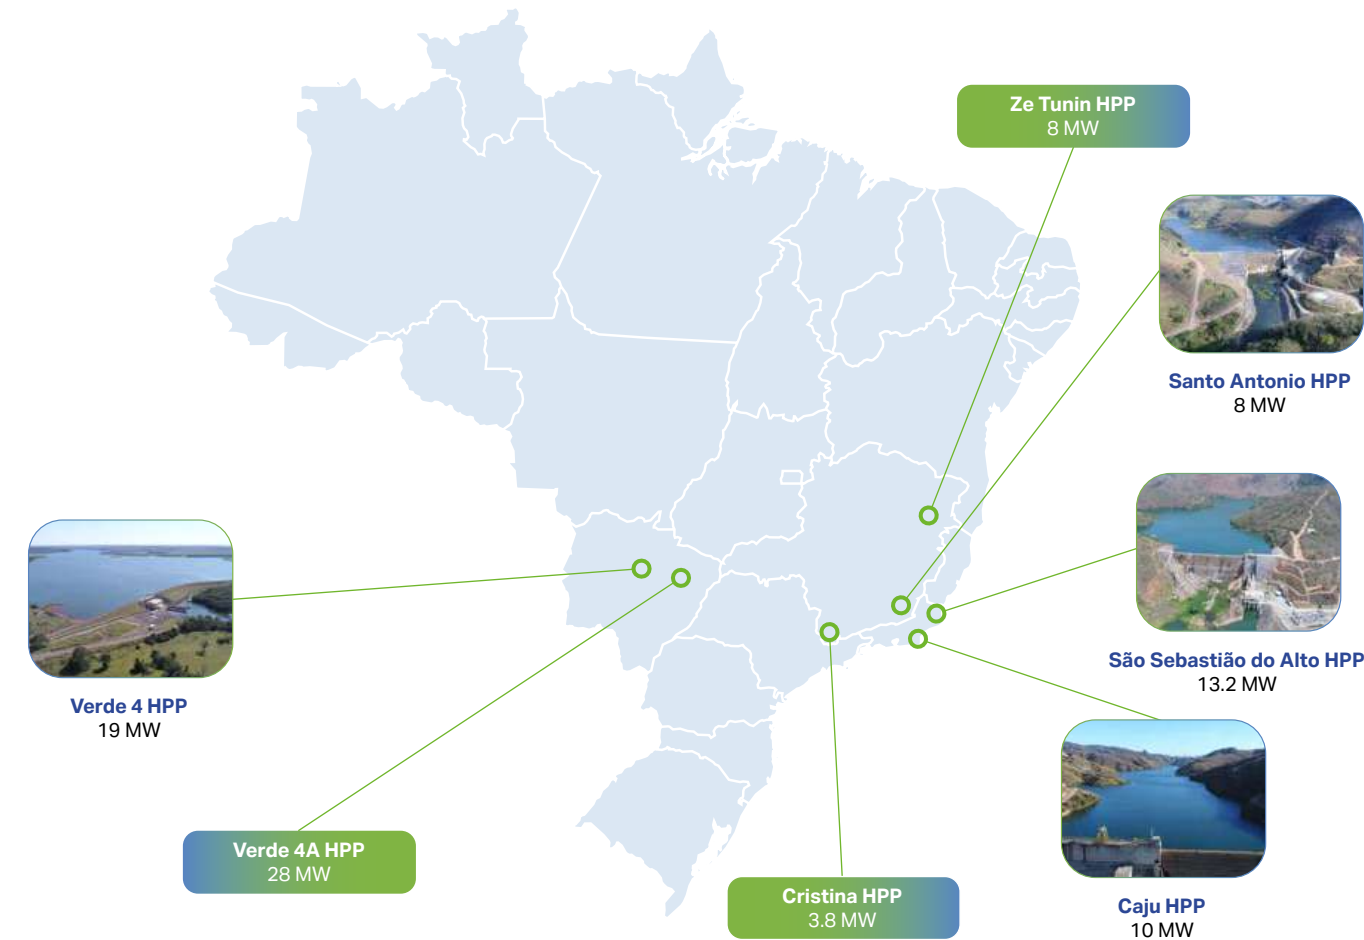 Ze Tunin HPP
8 MW
Santo Antonio HPP
8 MW
São Sebastião do Alto HPP
13.2 MW
Verde 4 HPP
19 MW
Verde 4A HPP
28 MW
Cristina HPP
3.8 MW
Caju HPP
10 MW